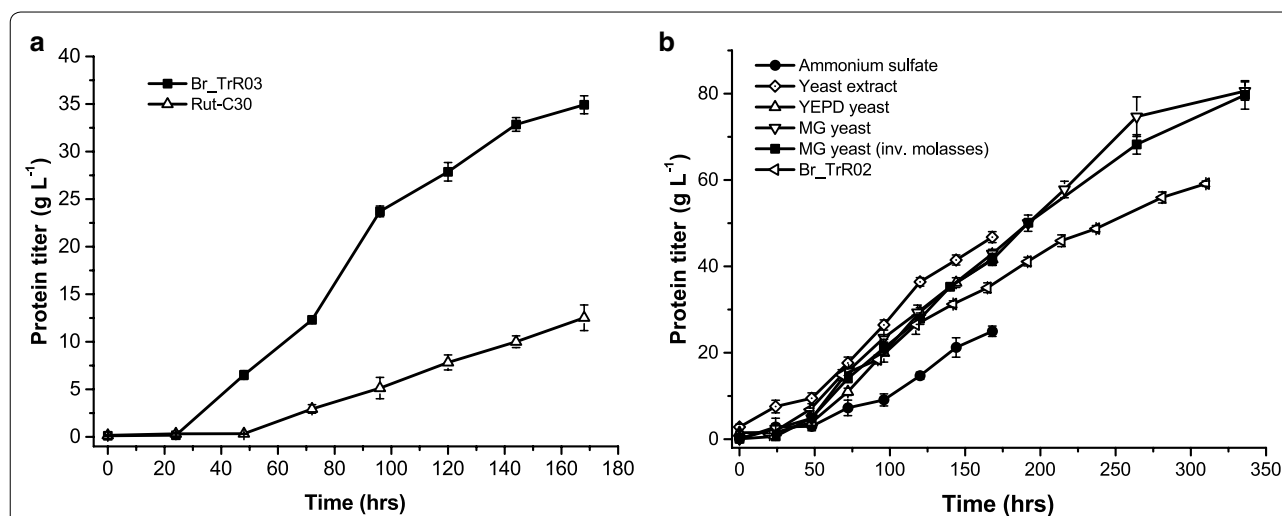 a
Br_TrR03
Rut-C30
Protein titer (g L⁻¹)
40
35
30
25
20
15
10
5
0
0 20 40 60 80 100 120 140 160 180
Time (hrs)
b
Ammonium sulfate
Yeast extract
YEPD yeast
MG yeast
MG yeast (inv. molasses)
Br_TrR02
Protein titer (g L⁻¹)
80
60
40
20
0
0 50 100 150 200 250 300 350
Time (hrs)